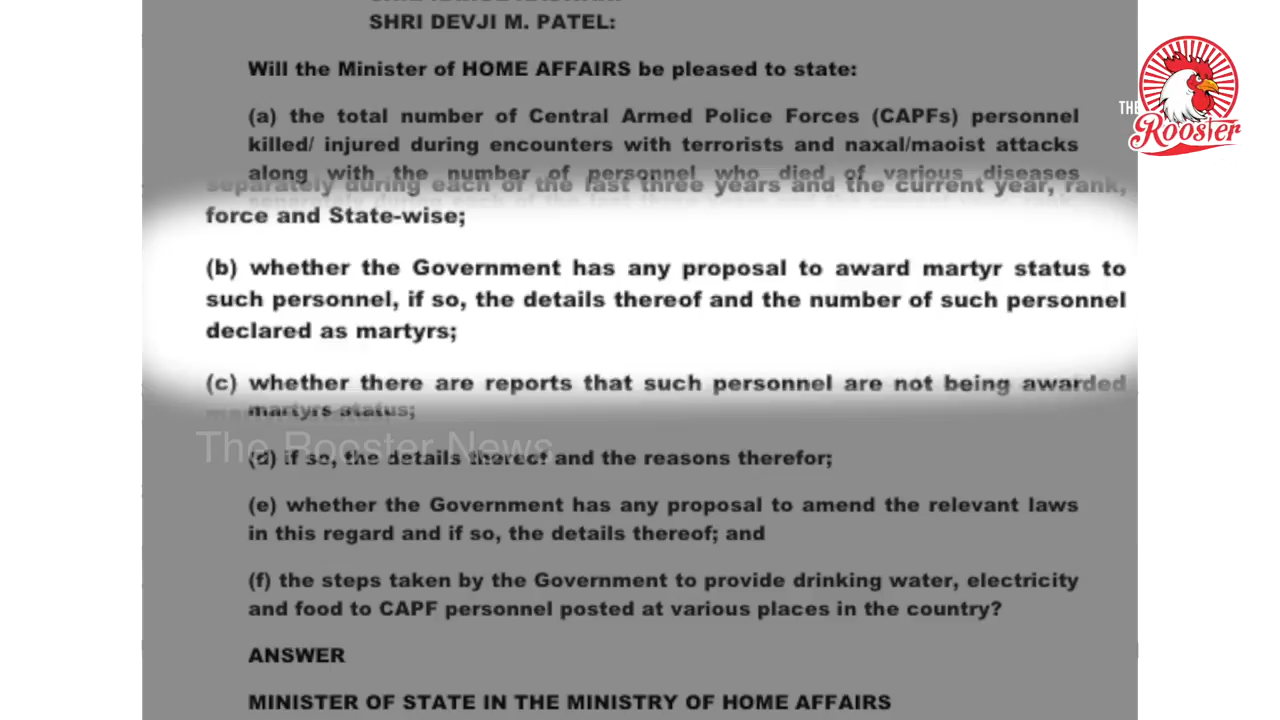 SHRI DEVJI M. PATEL:
Will the Minister of HOME AFFAIRS be pleased to state:
(a) the total number of Central Armed Police Forces (CAPFs) personnel
killed/ injured during encounters with terrorists and naxal/maoist attacks
along with the number of personnel who died of various diseases
separately during each of the last three years and the current year, rank,
force and State-wise;
(b) whether the Government has any proposal to award martyr status to
such personnel, if so, the details thereof and the number of such personnel
declared as martyrs;
(c) whether there are reports that such personnel are not being awarded
martyrs status;
The Rooster News
(d) if so, the details thereof and the reasons therefor;
(e) whether the Government has any proposal to amend the relevant laws
in this regard and if so, the details thereof; and
(f) the steps taken by the Government to provide drinking water, electricity
and food to CAPF personnel posted at various places in the country?
ANSWER
MINISTER OF STATE IN THE MINISTRY OF HOME AFFAIRS
THE
Rooster